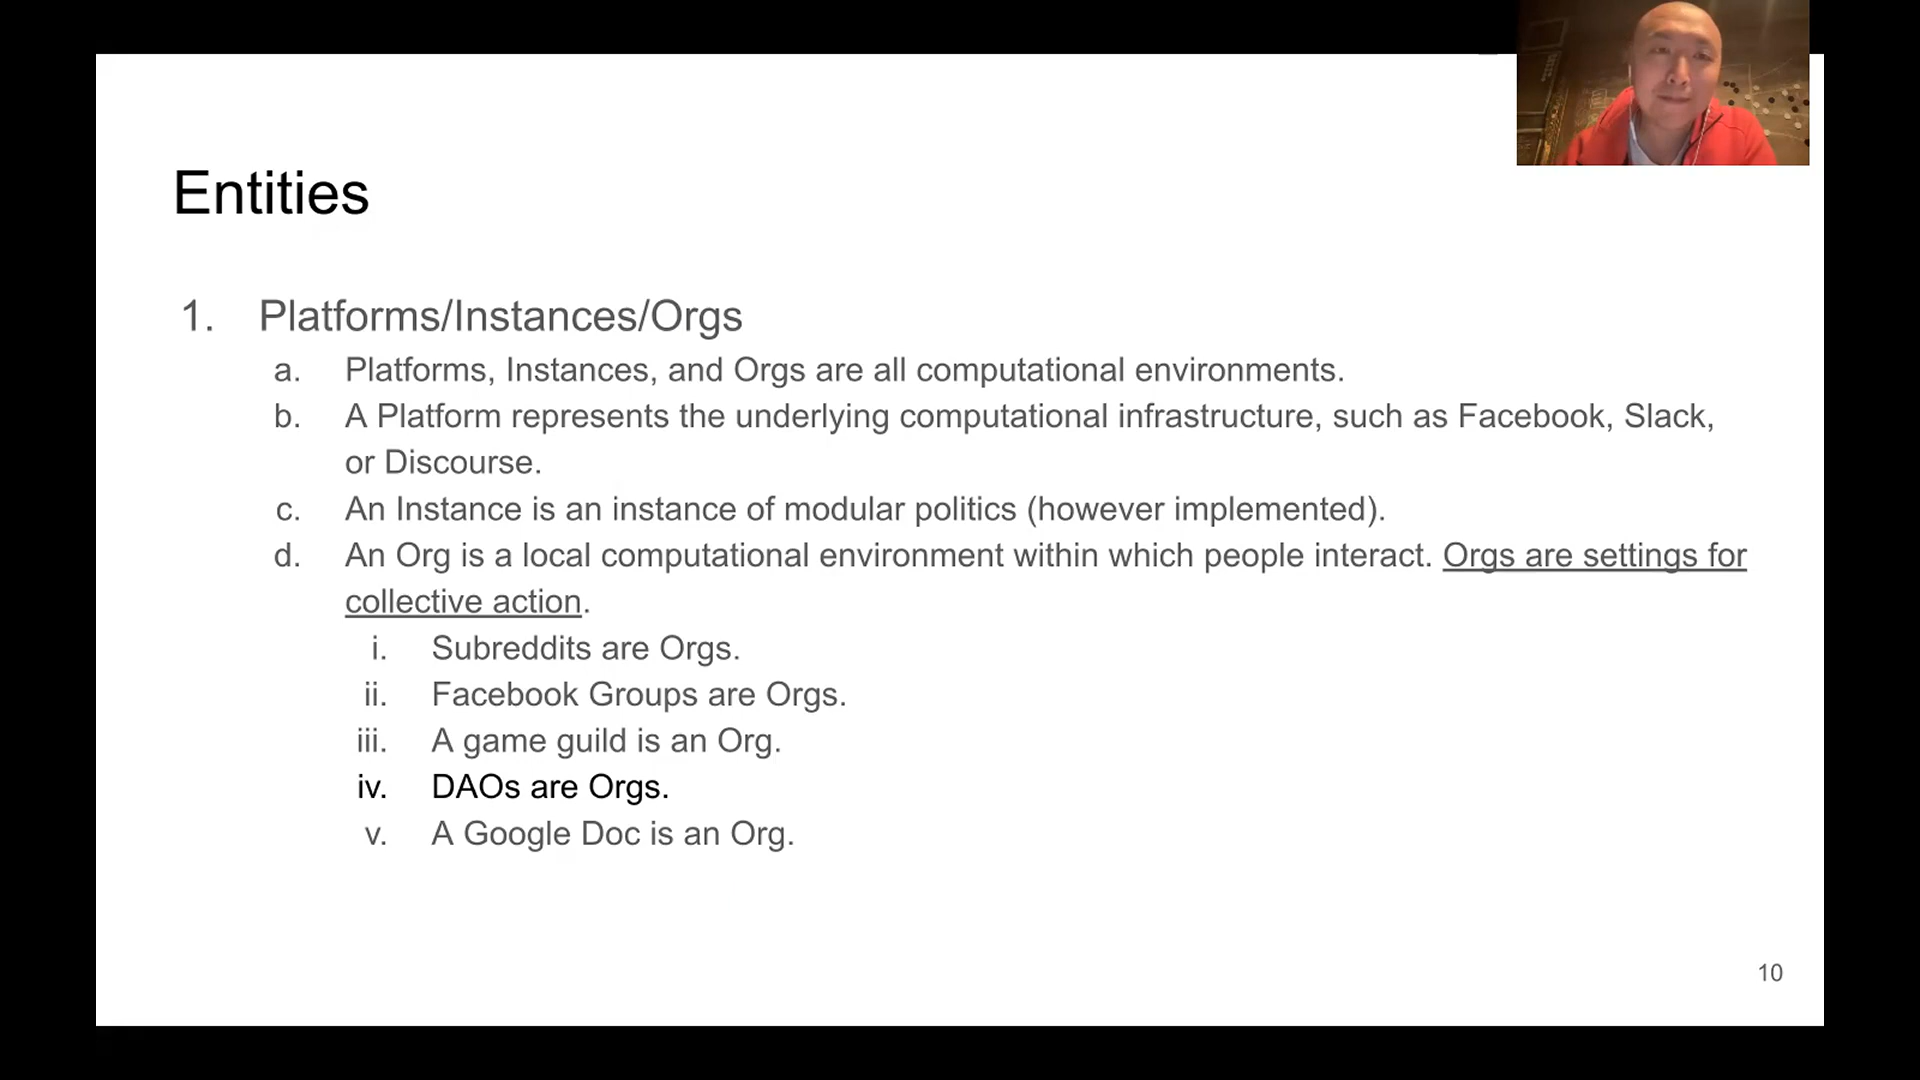 Entities
1. Platforms/Instances/Orgs
a. Platforms, Instances, and Orgs are all computational environments.
b. A Platform represents the underlying computational infrastructure, such as Facebook, Slack,
or Discourse.
c. An Instance is an instance of modular politics (however implemented).
d. An Org is a local computational environment within which people interact. Orgs are settings for
collective action.
i. Subreddits are Orgs.
ii. Facebook Groups are Orgs.
iii. A game guild is an Org.
iv. DAOs are Orgs.
v. A Google Doc is an Org.
10